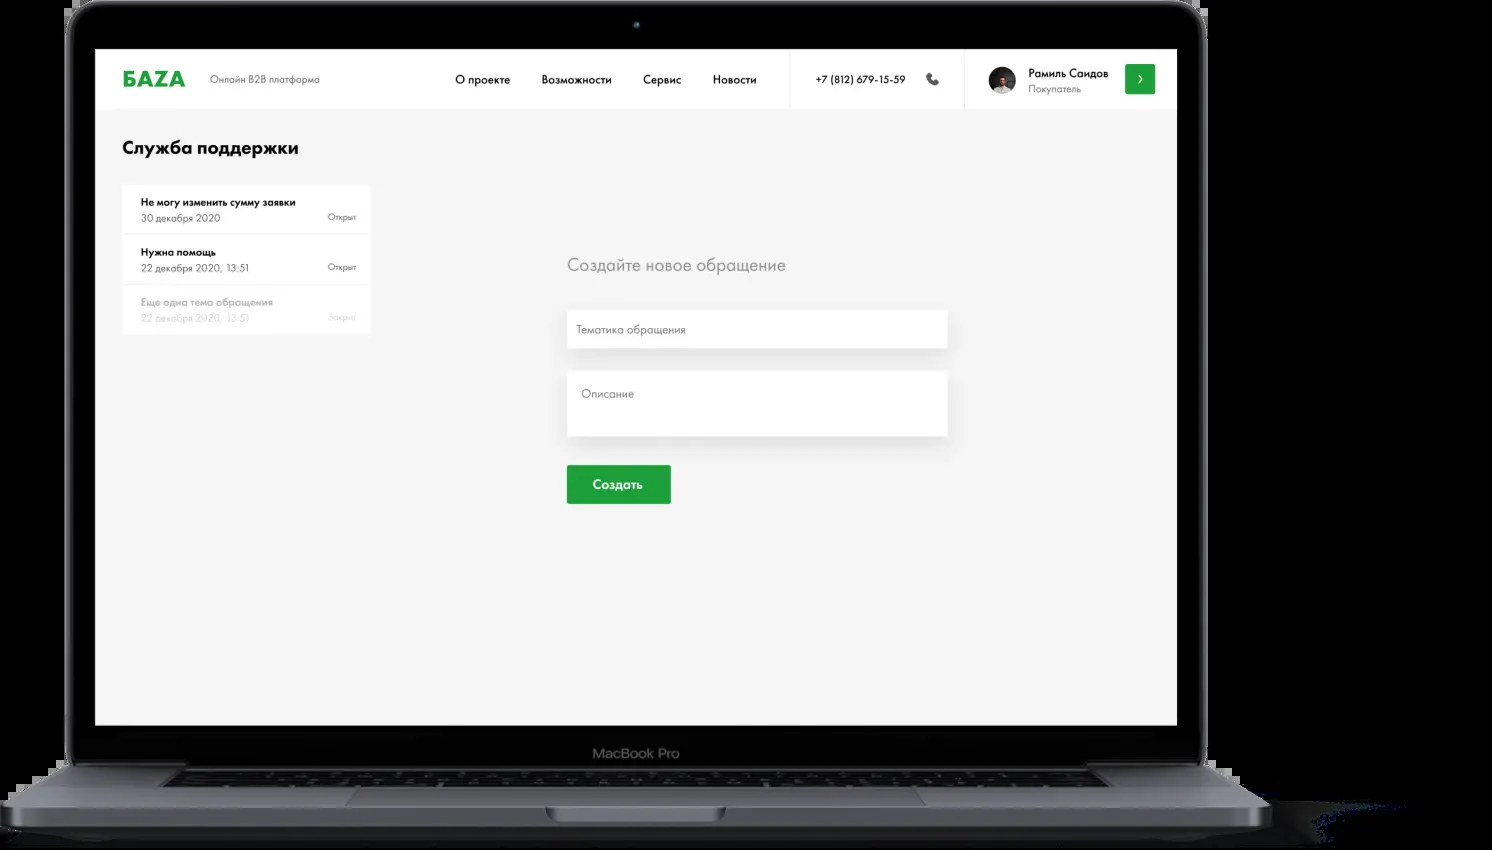 БАZА
Онлайн B2B платформа
О проекте
Возможности
Сервис
Новости
+7 (812) 679-15-59
Рамиль Саидов
Покупатель
Служба поддержки
Не могу изменить сумму заявки
30 декабря 2020
Открыт
Нужна помощь
22 декабря 2020, 13:51
Открыт
Еще одна тема обращения
22 декабря 2020, 13:51
Закрыт
Создайте новое обращение
Тематика обращения
Описание
Создать
MacBook Pro